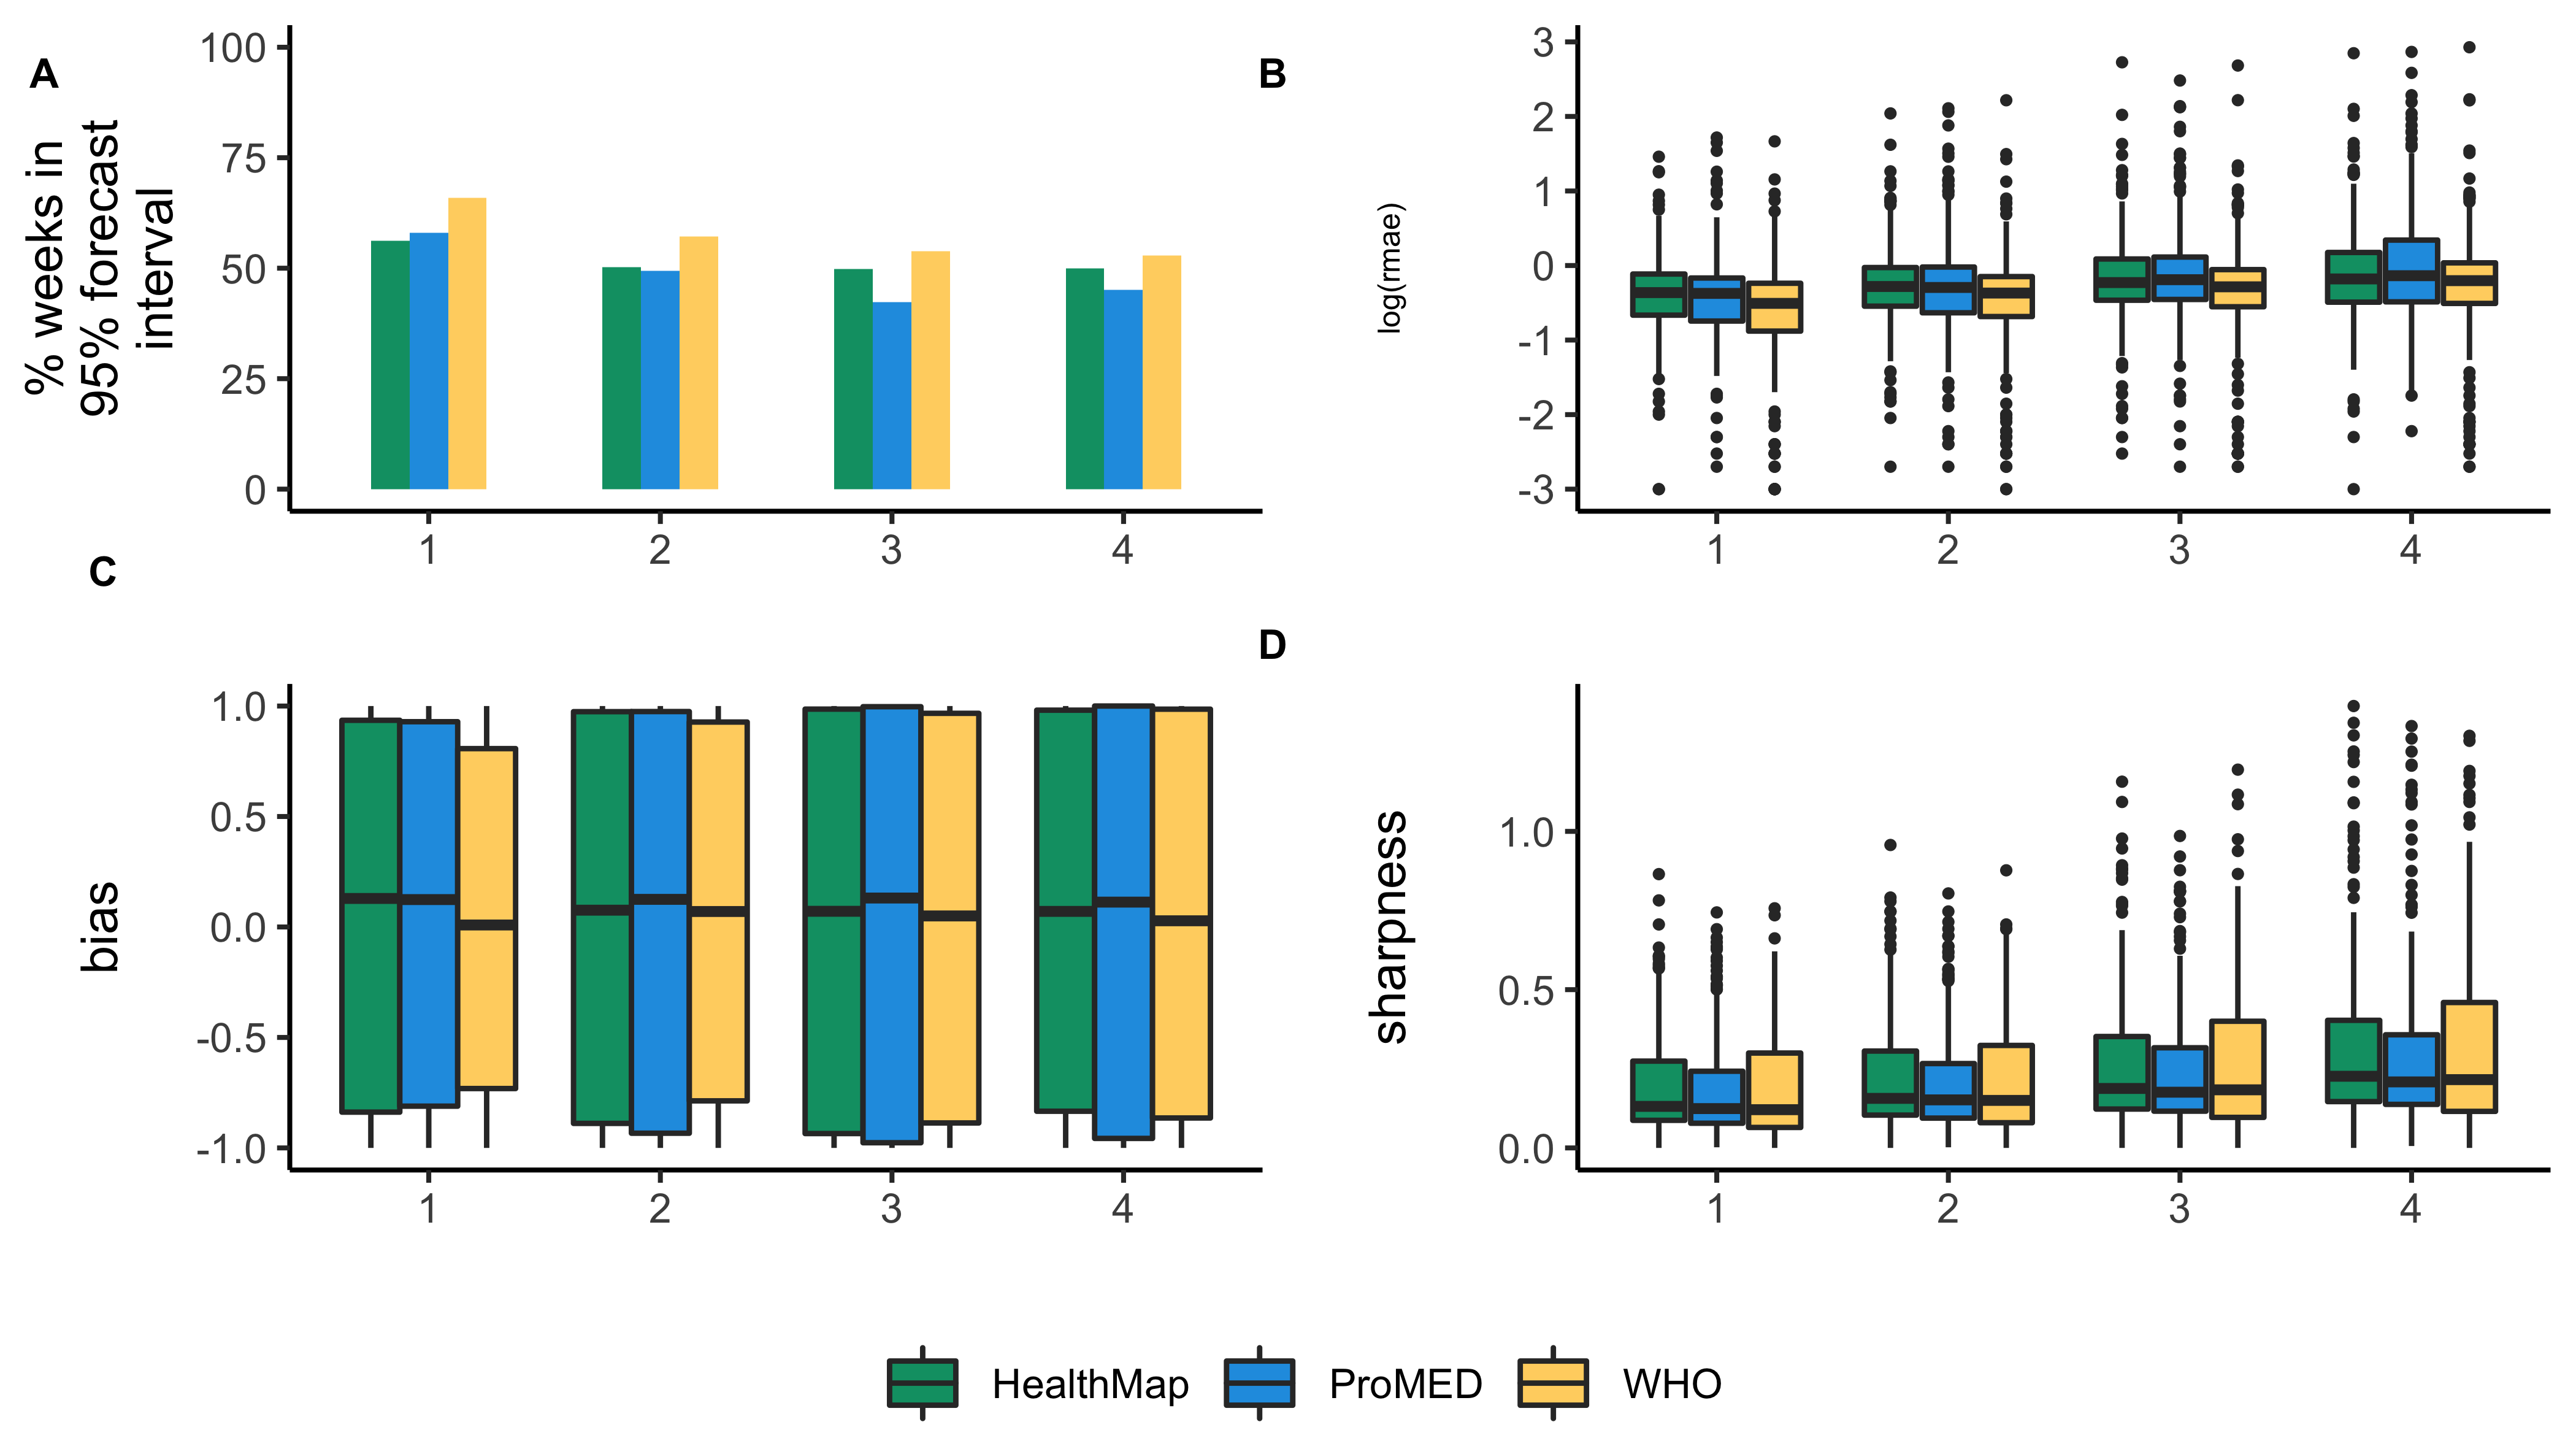 A
% weeks in
95% forecast
interval
100
75
50
25
0
1 2 3 4
B
log(rmae)
3
2
1
0
-1
-2
-3
1 2 3 4
C
bias
1.0
0.5
0.0
-0.5
-1.0
1 2 3 4
D
sharpness
1.0
0.5
0.0
1 2 3 4
HealthMap ProMED WHO